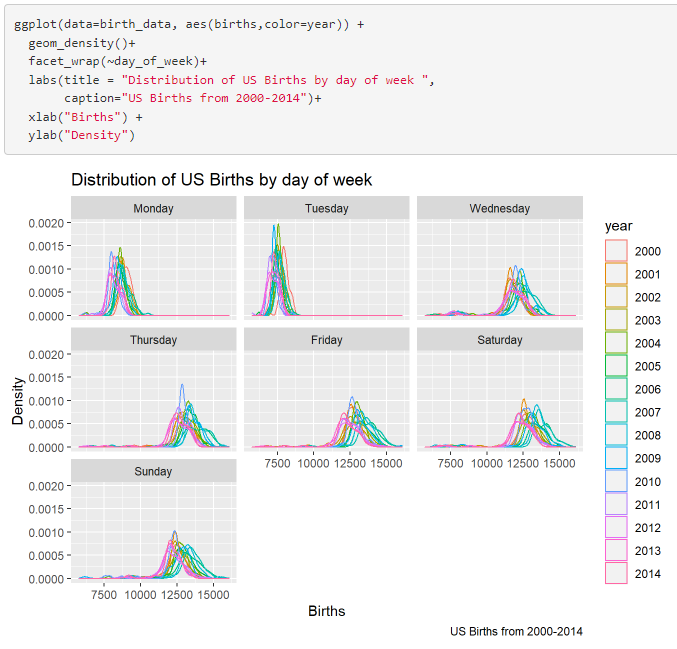 ggplot(data=birth_data, aes(births,color=year)) +
geom_density()+
facet_wrap(~day_of_week)+
labs(title = "Distribution of US Births by day of week ",
caption="US Births from 2000-2014")+
xlab("Births") +
ylab("Density")
Distribution of US Births by day of week
Monday Tuesday Wednesday
0.0020
0.0015
0.0010
0.0005
0.0000
Thursday Friday Saturday
0.0020
0.0015
0.0010
0.0005
0.0000
7500 10000 12500 15000 7500 10000 12500 15000
Sunday
0.0020
0.0015
0.0010
0.0005
0.0000
7500 10000 12500 15000
Density
Births
US Births from 2000-2014
year
2000
2001
2002
2003
2004
2005
2006
2007
2008
2009
2010
2011
2012
2013
2014